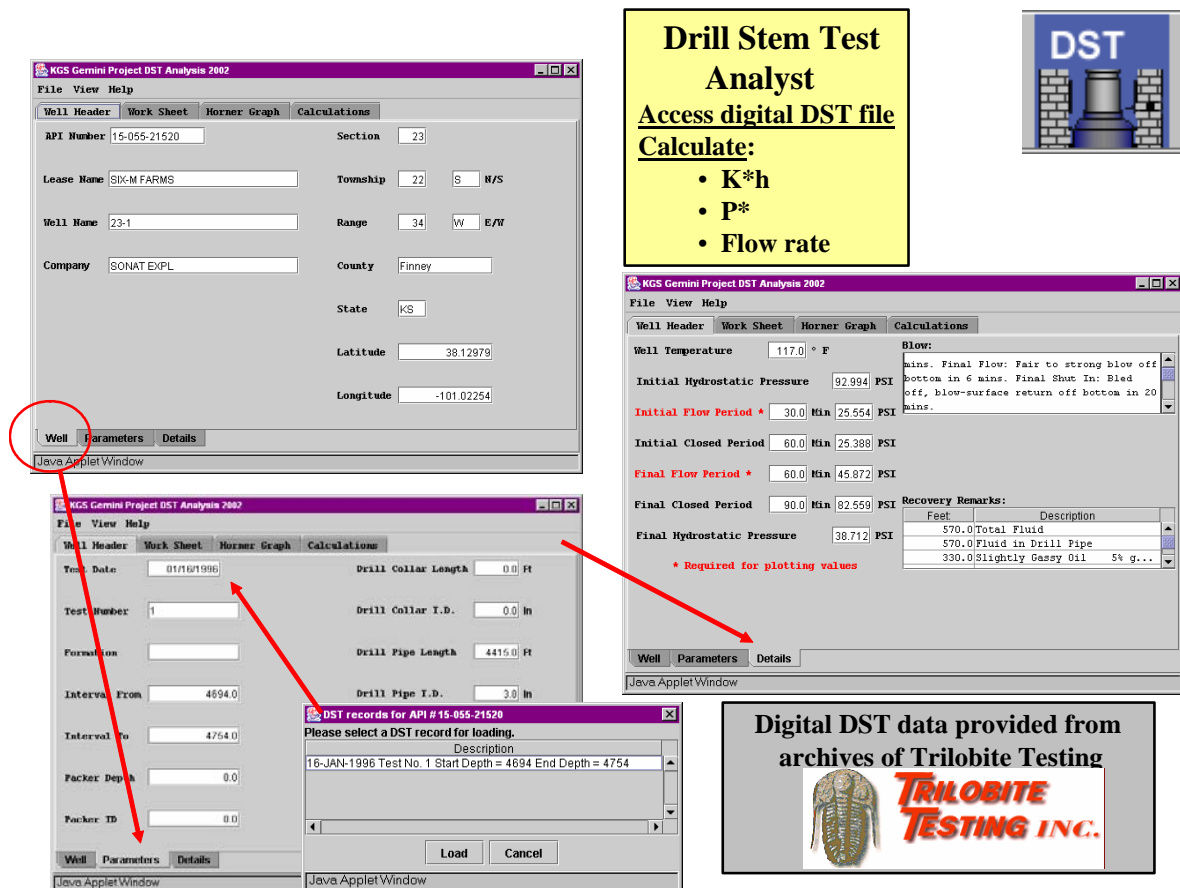 Drill Stem Test
Analyst
Access digital DST file
Calculate:
• K*h
• P*
• Flow rate
DST
KGS Gemini Project DST Analysis 2002
File View Help
Well Header Work Sheet Horner Graph Calculations
API Number 15-055-21520 Section 23
Lease Name SIX-M FARMS Township 22 S N/S
Well Name 23-1 Range 34 W E/W
Company SONAT EXPL County Finney
State KS
Latitude 38.12979
Longitude -101.02254
Well Parameters Details
Java Applet Window
KGS Gemini Project DST Analysis 2002
File View Help
Well Header Work Sheet Horner Graph Calculations
Well Temperature 117.0 ° F
Initial Hydrostatic Pressure 92.994 PSI
Initial Flow Period * 30.0 Min 25.554 PSI
Initial Closed Period 60.0 Min 25.388 PSI
Final Flow Period * 60.0 Min 45.872 PSI
Final Closed Period 90.0 Min 82.559 PSI
Final Hydrostatic Pressure 38.712 PSI
* Required for plotting values
Blow:
mins. Final Flow: Fair to strong blow off
bottom in 6 mins. Final Shut In: Bled
off, blow-surface return off bottom in 20
mins.
Recovery Remarks:
Feet: Description
570.0 Total Fluid
570.0 Fluid in Drill Pipe
330.0 Slightly Gassy Oil 5% g...
Well Parameters Details
Java Applet Window
KGS Gemini Project DST Analysis 2002
File View Help
Well Header Work Sheet Horner Graph Calculations
Test Date 01/16/1996 Drill Collar Length 0.0 Ft
Test Number 1 Drill Collar I.D. 0.0 In
Formation Drill Pipe Length 4415.0 Ft
Interval From 4694.0 Drill Pipe I.D. 3.8 In
Interval To 4754.0
Packer Depth 0.0
Packer ID 0.0
Well Parameters Details
Java Applet Window
DST records for API # 15-055-21520
Please select a DST record for loading.
Description
16-JAN-1996 Test No. 1 Start Depth = 4694 End Depth = 4754
Load Cancel
Java Applet Window
Digital DST data provided from
archives of Trilobite Testing
TRILOBITE
TESTING INC.